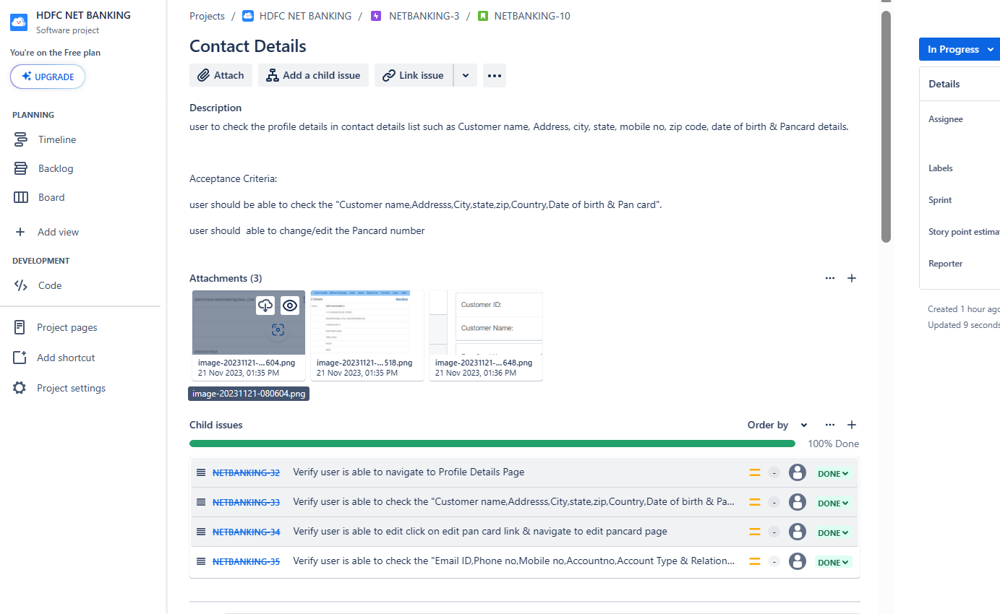 HDFC NET BANKING
Software project
You're on the Free plan
UPGRADE
PLANNING
Timeline
Backlog
Board
Add view
DEVELOPMENT
Code
Project pages
Add shortcut
Project settings
Projects / HDFC NET BANKING / NETBANKING-3 / NETBANKING-10
Contact Details
Attach
Add a child issue
Link issue
Description
user to check the profile details in contact details list such as Customer name, Address, city, state, mobile no, zip code, date of birth & Pancard details.
Acceptance Criteria:
user should be able to check the "Customer name,Addresss,City,state,zip,Country,Date of birth & Pan card".
user should able to change/edit the Pancard number
Attachments (3)
Customer ID:
Customer Name:
image-20231121-...604.png
21 Nov 2023, 01:35 PM
image-20231121-...518.png
21 Nov 2023, 01:35 PM
image-20231121-...648.png
21 Nov 2023, 01:36 PM
image-20231121-080604.png
Child issues
Order by
100% Done
NETBANKING-32 Verify user is able to navigate to Profile Details Page - DONE
NETBANKING-33 Verify user is able to check the "Customer name,Addresss,City,state,zip,Country,Date of birth & Pa... - DONE
NETBANKING-34 Verify user is able to edit click on edit pan card link & navigate to edit pancard page - DONE
NETBANKING-35 Verify user is able to check the "Email ID,Phone no,Mobile no,Accountno,Account Type & Relation... - DONE
In Progress
Details
Assignee
Labels
Sprint
Story point estimat
Reporter
Created 1 hour ago
Updated 9 seconds